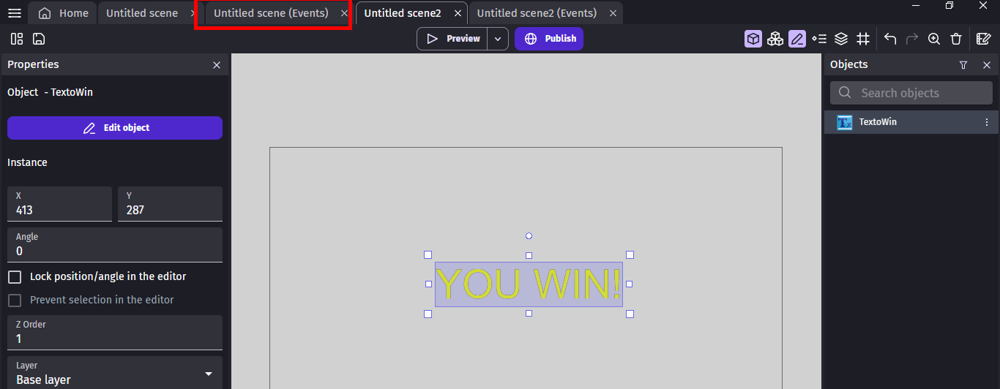 Home
Untitled scene
Untitled scene (Events)
Untitled scene2
Untitled scene2 (Events)
Preview
Publish
Properties
Object - TextoWin
Edit object
Instance
X
413
Y
287
Angle
0
Lock position/angle in the editor
Prevent selection in the editor
Z Order
1
Layer
Base layer
YOU WIN!
Objects
Search objects
TextoWin